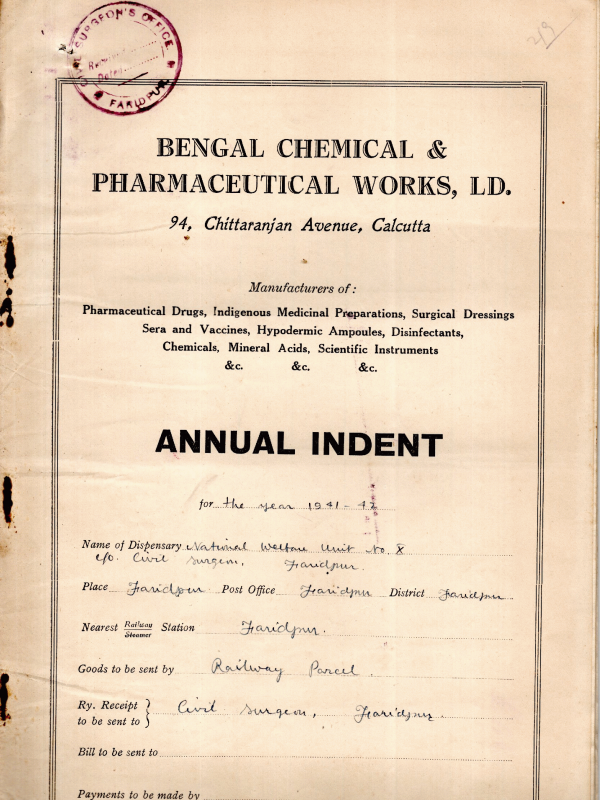 CIVIL SURGEON'S OFFICE
Received
Dated
FARIDPUR
BENGAL CHEMICAL &
PHARMACEUTICAL WORKS, LD.
94, Chittaranjan Avenue, Calcutta
Manufacturers of :
Pharmaceutical Drugs, Indigenous Medicinal Preparations, Surgical Dressings
Sera and Vaccines, Hypodermic Ampoules, Disinfectants,
Chemicals, Mineral Acids, Scientific Instruments
&c. &c. &c.
ANNUAL INDENT
for the year 1941-42
Name of Dispensary National Welfare Unit No. X
c/o. Civil Surgeon, Faridpur.
Place Faridpur Post Office Faridpur District Faridpur
Nearest Railway Steamer Station Faridpur.
Goods to be sent by Railway Parcel.
Ry. Receipt to be sent to } Civil Surgeon, Faridpur.
Bill to be sent to
Payments to be made by